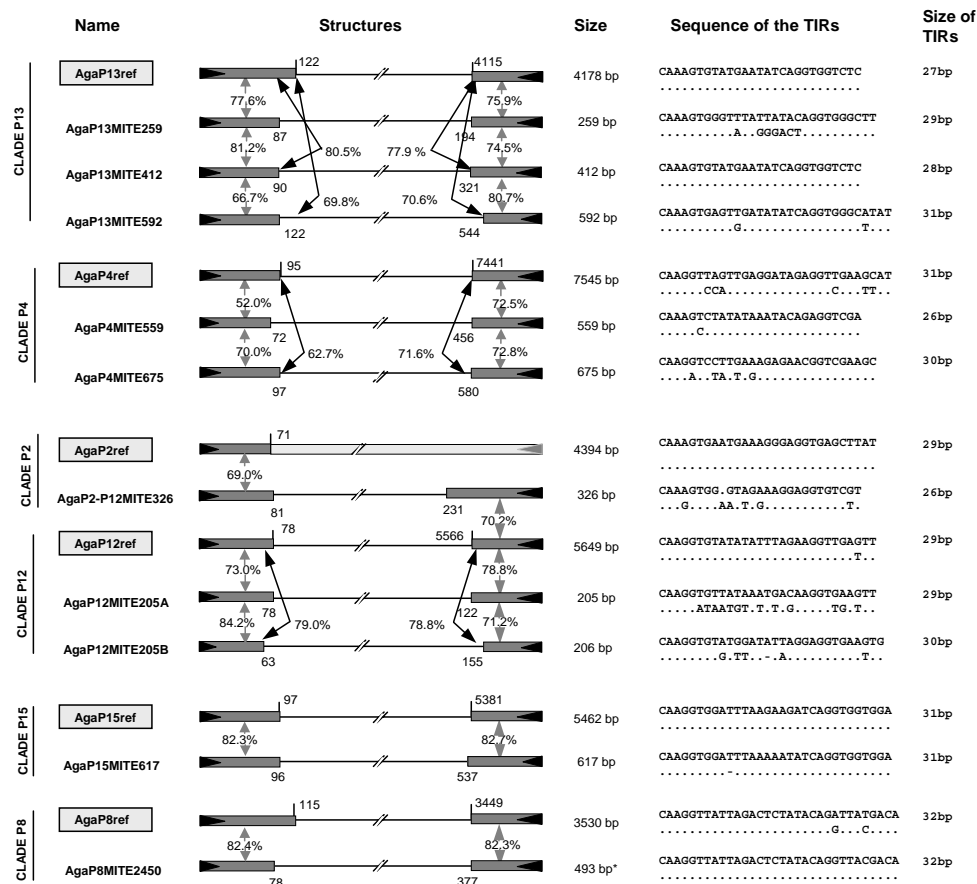 Name Structures Size Sequence of the TIRs Size of TIRs
CLADE P13
AgaP13ref 122 4115 4178 bp CAAAGTGTATGAATATCAGGTGGTCTC 27bp
...........................
77.6% 75.9%
AgaP13MITE259 87 194 259 bp CAAAGTGGGTTTATTATACAGGTGGGCTT 29bp
..........A..GGGACT..........
81.2% 80.5% 77.9 % 74.5%
AgaP13MITE412 90 321 412 bp CAAAGTGTATGAATATCAGGTGGTCTC 28bp
...........................
66.7% 69.8% 70.6% 80.7%
AgaP13MITE592 122 544 592 bp CAAAGTGAGTTGATATATCAGGTGGGCATAT 31bp
..........G................T...
CLADE P4
AgaP4ref 95 7441 7545 bp CAAGGTTAGTTGAGGATAGAGGTTGAAGCAT 31bp
......CCA..............C...TT..
52.0% 72.5%
AgaP4MITE559 72 456 559 bp CAAAGTCTATATAAATACAGAGGTCGA 26bp
.....C.....................
70.0% 62.7% 71.6% 72.8%
AgaP4MITE675 97 580 675 bp CAAGGTCCTTGAAAGAGAACGGTCGAAGC 30bp
....A..TA.T.G................
CLADE P2
AgaP2ref 71 4394 bp CAAAGTGAATGAAAGGGAGGTGAGCTTAT 29bp
.............................
69.0%
AgaP2-P12MITE326 81 231 326 bp CAAAGTGG.GTAGAAAGGAGGTGTCGT 26bp
...G....AA.T.G...........T.
70.2%
CLADE P12
AgaP12ref 78 5566 5649 bp CAAGGTGTATATATTTAGAAGGTTGAGTT 29bp
..........................T..
73.0% 78.8%
AgaP12MITE205A 78 122 205 bp CAAGGTGTTATAAATGACAAGGTGAAGTT 29bp
.....ATAATGT.T.T.G.....TG.T..
84.2% 79.0% 78.8% 71.2%
AgaP12MITE205B 63 155 206 bp CAAGGTGTATGGATATTAGGAGGTGAAGTG 30bp
........G.TT..-.A..........T..
CLADE P15
AgaP15ref 97 5381 5462 bp CAAGGTGGATTTAAGAAGATCAGGTGGTGGA 31bp
...............................
82.3% 82.7%
AgaP15MITE617 96 537 617 bp CAAGGTGGATTTAAAAATATCAGGTGGTGGA 31bp
.........-.....................
CLADE P8
AgaP8ref 115 3449 3530 bp CAAGGTTATTAGACTCTATACAGATTATGACA 32bp
.......................G...C....
82.4% 82.3%
AgaP8MITE2450 78 377 493 bp* CAAGGTTATTAGACTCTATACAGGTTACGACA 32bp
................................